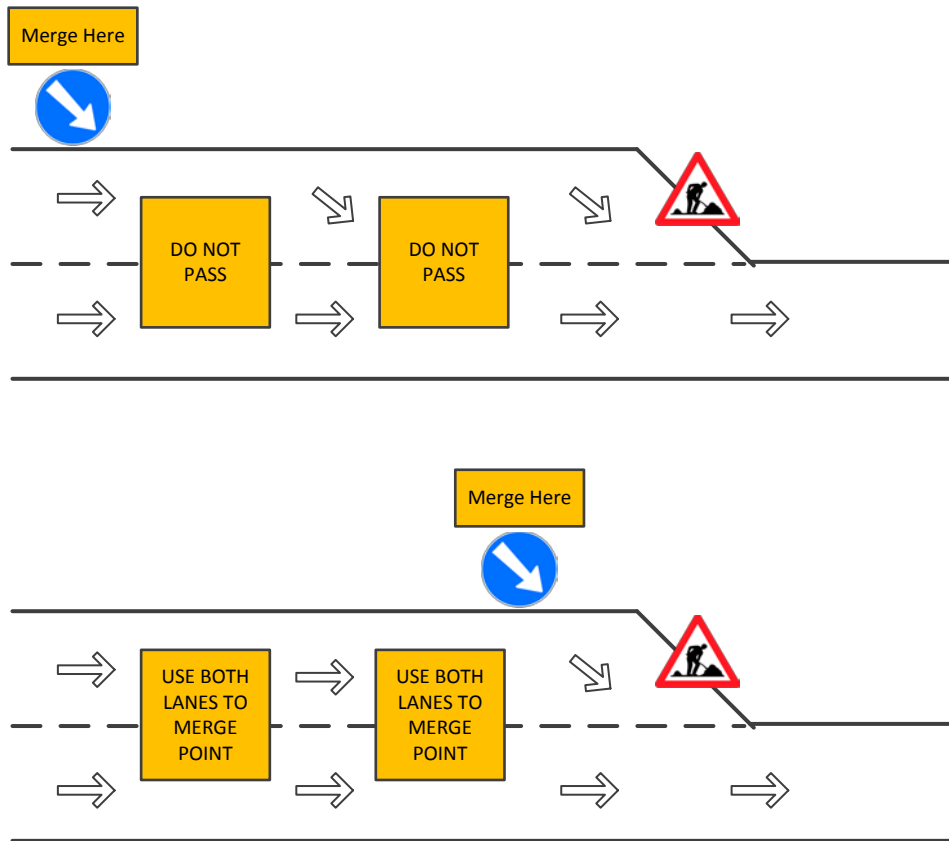 Merge Here
DO NOT
PASS
DO NOT
PASS
Merge Here
USE BOTH
LANES TO
MERGE
POINT
USE BOTH
LANES TO
MERGE
POINT